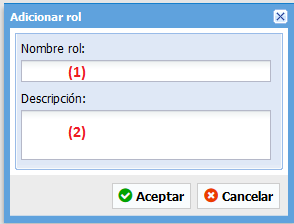 Adicionar rol
Nombre rol:
(1)
Descripción:
(2)
Aceptar Cancelar